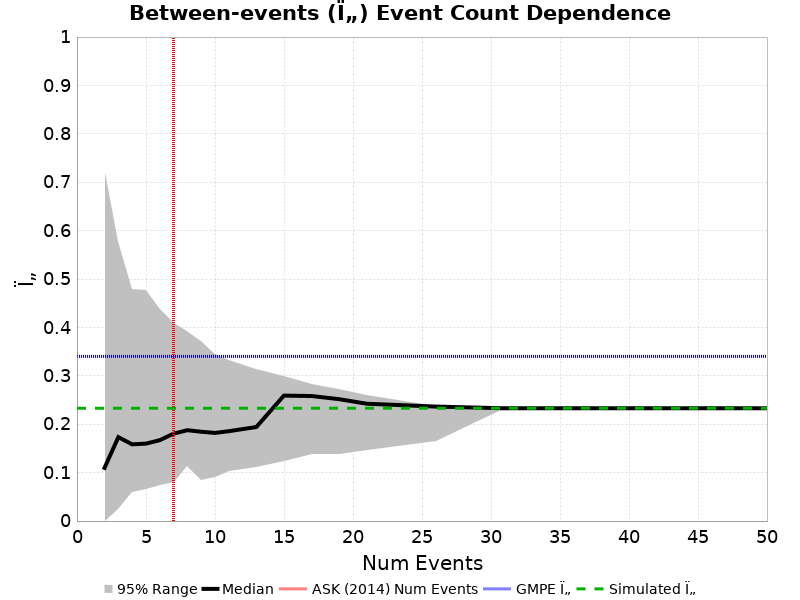 Between-events (Ï„) Event Count Dependence
1
0.9
0.8
0.7
0.6
0.5
0.4
0.3
0.2
0.1
0
Ï„
0 5 10 15 20 25 30 35 40 45 50
Num Events
95% Range Median ASK (2014) Num Events GMPE Ï„ Simulated Ï„